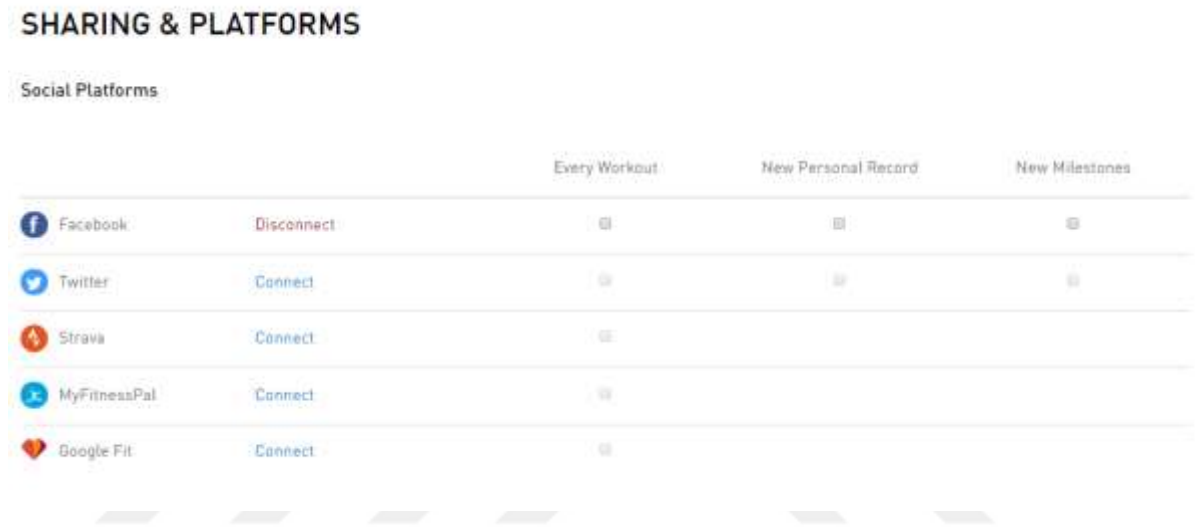 SHARING & PLATFORMS
Social Platforms
Every Workout New Personal Record New Milestones
Facebook Disconnect
Twitter Connect
Strava Connect
MyFitnessPal Connect
Google Fit Connect